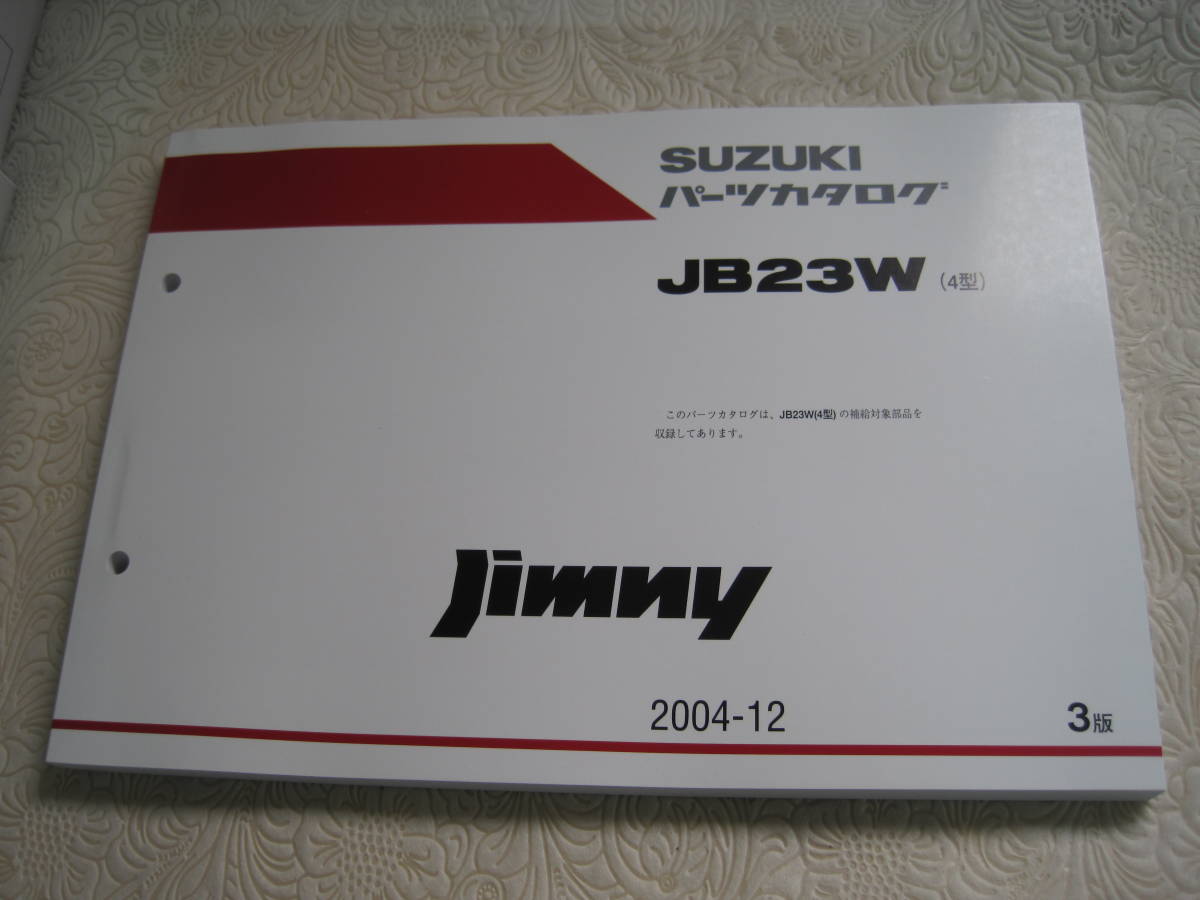 SUZUKI
パーツカタログ
JB23W (4型)
このパーツカタログは、JB23W(4型) の補給対象部品を
収録してあります。
Jimny
2004-12
3版